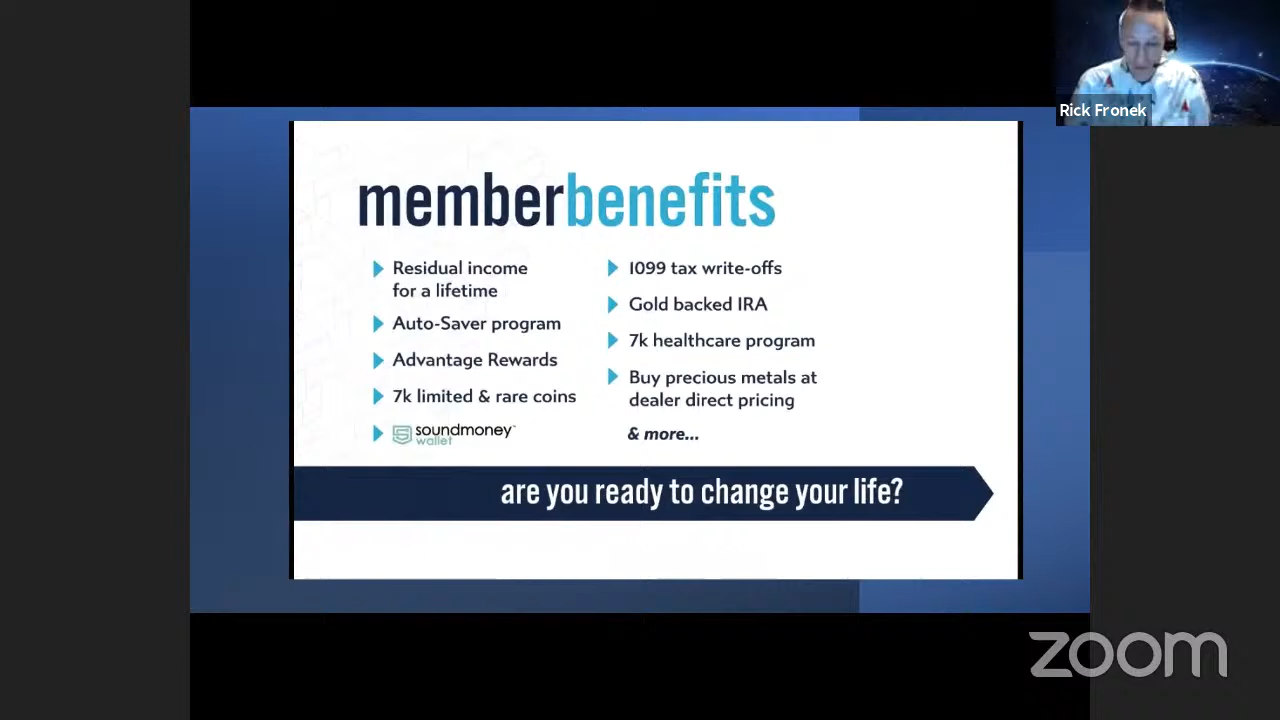 Rick Fronek
memberbenefits
Residual income
for a lifetime
Auto-Saver program
Advantage Rewards
7k limited & rare coins
soundmoney
wallet
1099 tax write-offs
Gold backed IRA
7k healthcare program
Buy precious metals at
dealer direct pricing
& more...
are you ready to change your life?
zoom